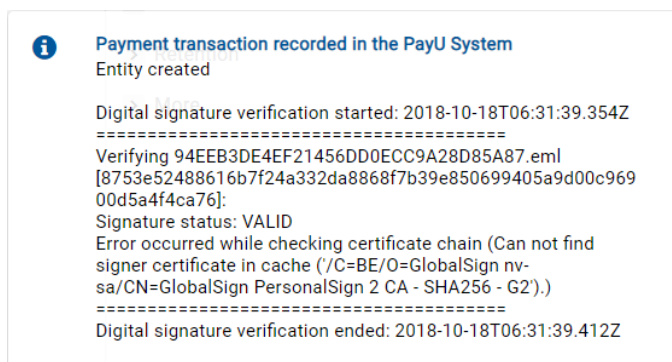 Payment transaction recorded in the PayU System
Retention
Entity created
More
Digital signature verification started: 2018-10-18T06:31:39.354Z
========================================
Verifying 94EEB3DE4EF21456DD0ECC9A28D85A87.eml
[8753e52488616b7f24a332da8868f7b39e850699405a9d00c969
00d5a4f4ca76]:
Signature status: VALID
Error occurred while checking certificate chain (Can not find
signer certificate in cache ('/C=BE/O=GlobalSign nv-
sa/CN=GlobalSign PersonalSign 2 CA - SHA256 - G2').)
========================================
Digital signature verification ended: 2018-10-18T06:31:39.412Z